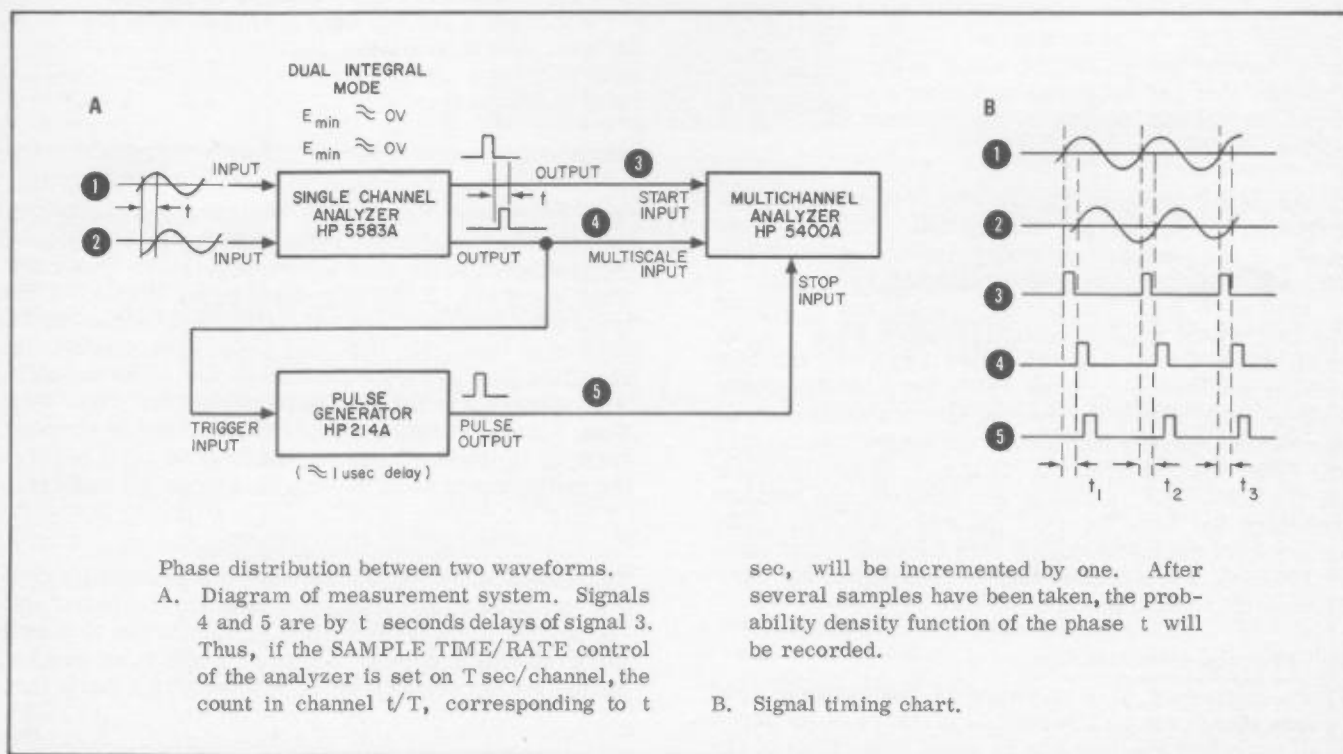 A
DUAL INTEGRAL
MODE
E min ≈ 0V
E min ≈ 0V
1
INPUT
t
2
INPUT
SINGLE CHANNEL
ANALYZER
HP 5583A
OUTPUT
3
t
START
INPUT
4
OUTPUT
MULTISCALE
INPUT
MULTICHANNEL
ANALYZER
HP 5400A
STOP
INPUT
TRIGGER
INPUT
PULSE
GENERATOR
HP 214A
(≈ 1 usec delay)
5
PULSE
OUTPUT
B
1
2
3
4
5
t1 t2 t3
Phase distribution between two waveforms.
A. Diagram of measurement system. Signals
4 and 5 are by t seconds delays of signal 3.
Thus, if the SAMPLE TIME/RATE control
of the analyzer is set on T sec/channel, the
count in channel t/T, corresponding to t
sec, will be incremented by one. After
several samples have been taken, the prob-
ability density function of the phase t will
be recorded.
B. Signal timing chart.